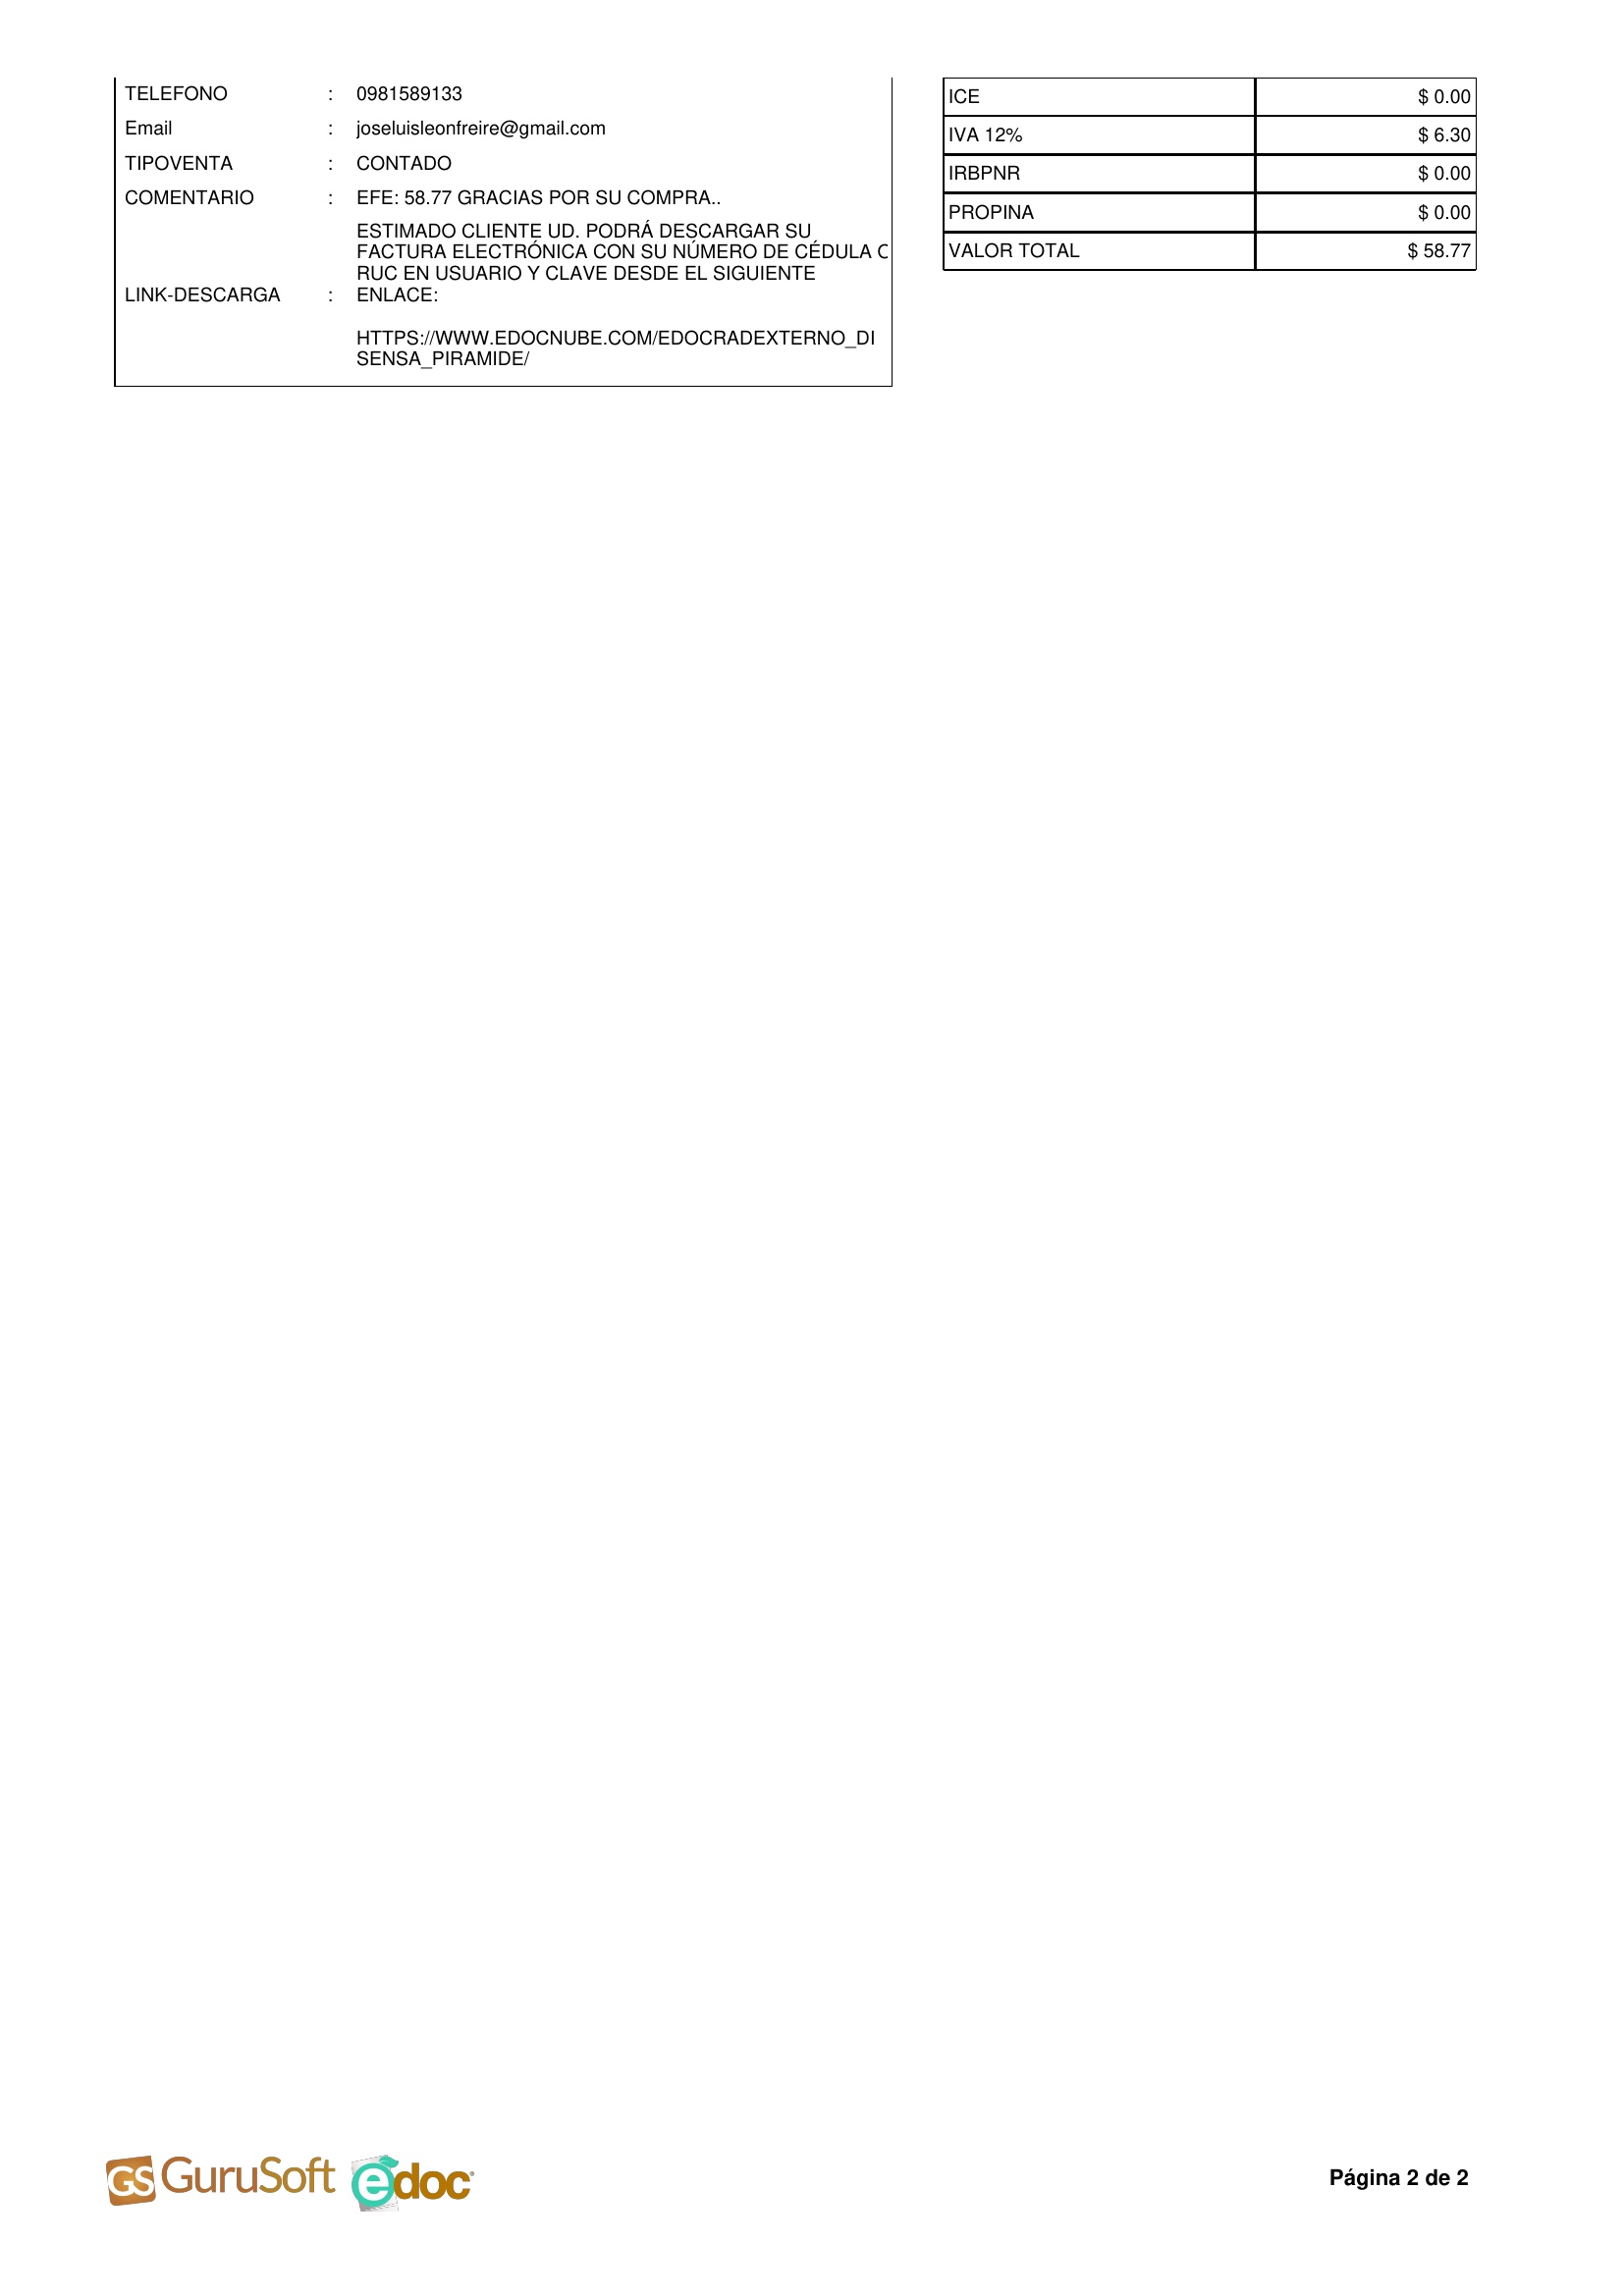 TELEFONO : 0981589133
Email : joseluisleonfreire@gmail.com
TIPOVENTA : CONTADO
COMENTARIO : EFE: 58.77 GRACIAS POR SU COMPRA..
ESTIMADO CLIENTE UD. PODRÁ DESCARGAR SU
FACTURA ELECTRÓNICA CON SU NÚMERO DE CÉDULA O
RUC EN USUARIO Y CLAVE DESDE EL SIGUIENTE
LINK-DESCARGA : ENLACE:
HTTPS://WWW.EDOCNUBE.COM/EDOCRADEXTERNO_DI
SENSA_PIRAMIDE/
ICE $ 0.00
IVA 12% $ 6.30
IRBPNR $ 0.00
PROPINA $ 0.00
VALOR TOTAL $ 58.77
GS GuruSoft edoc
Página 2 de 2